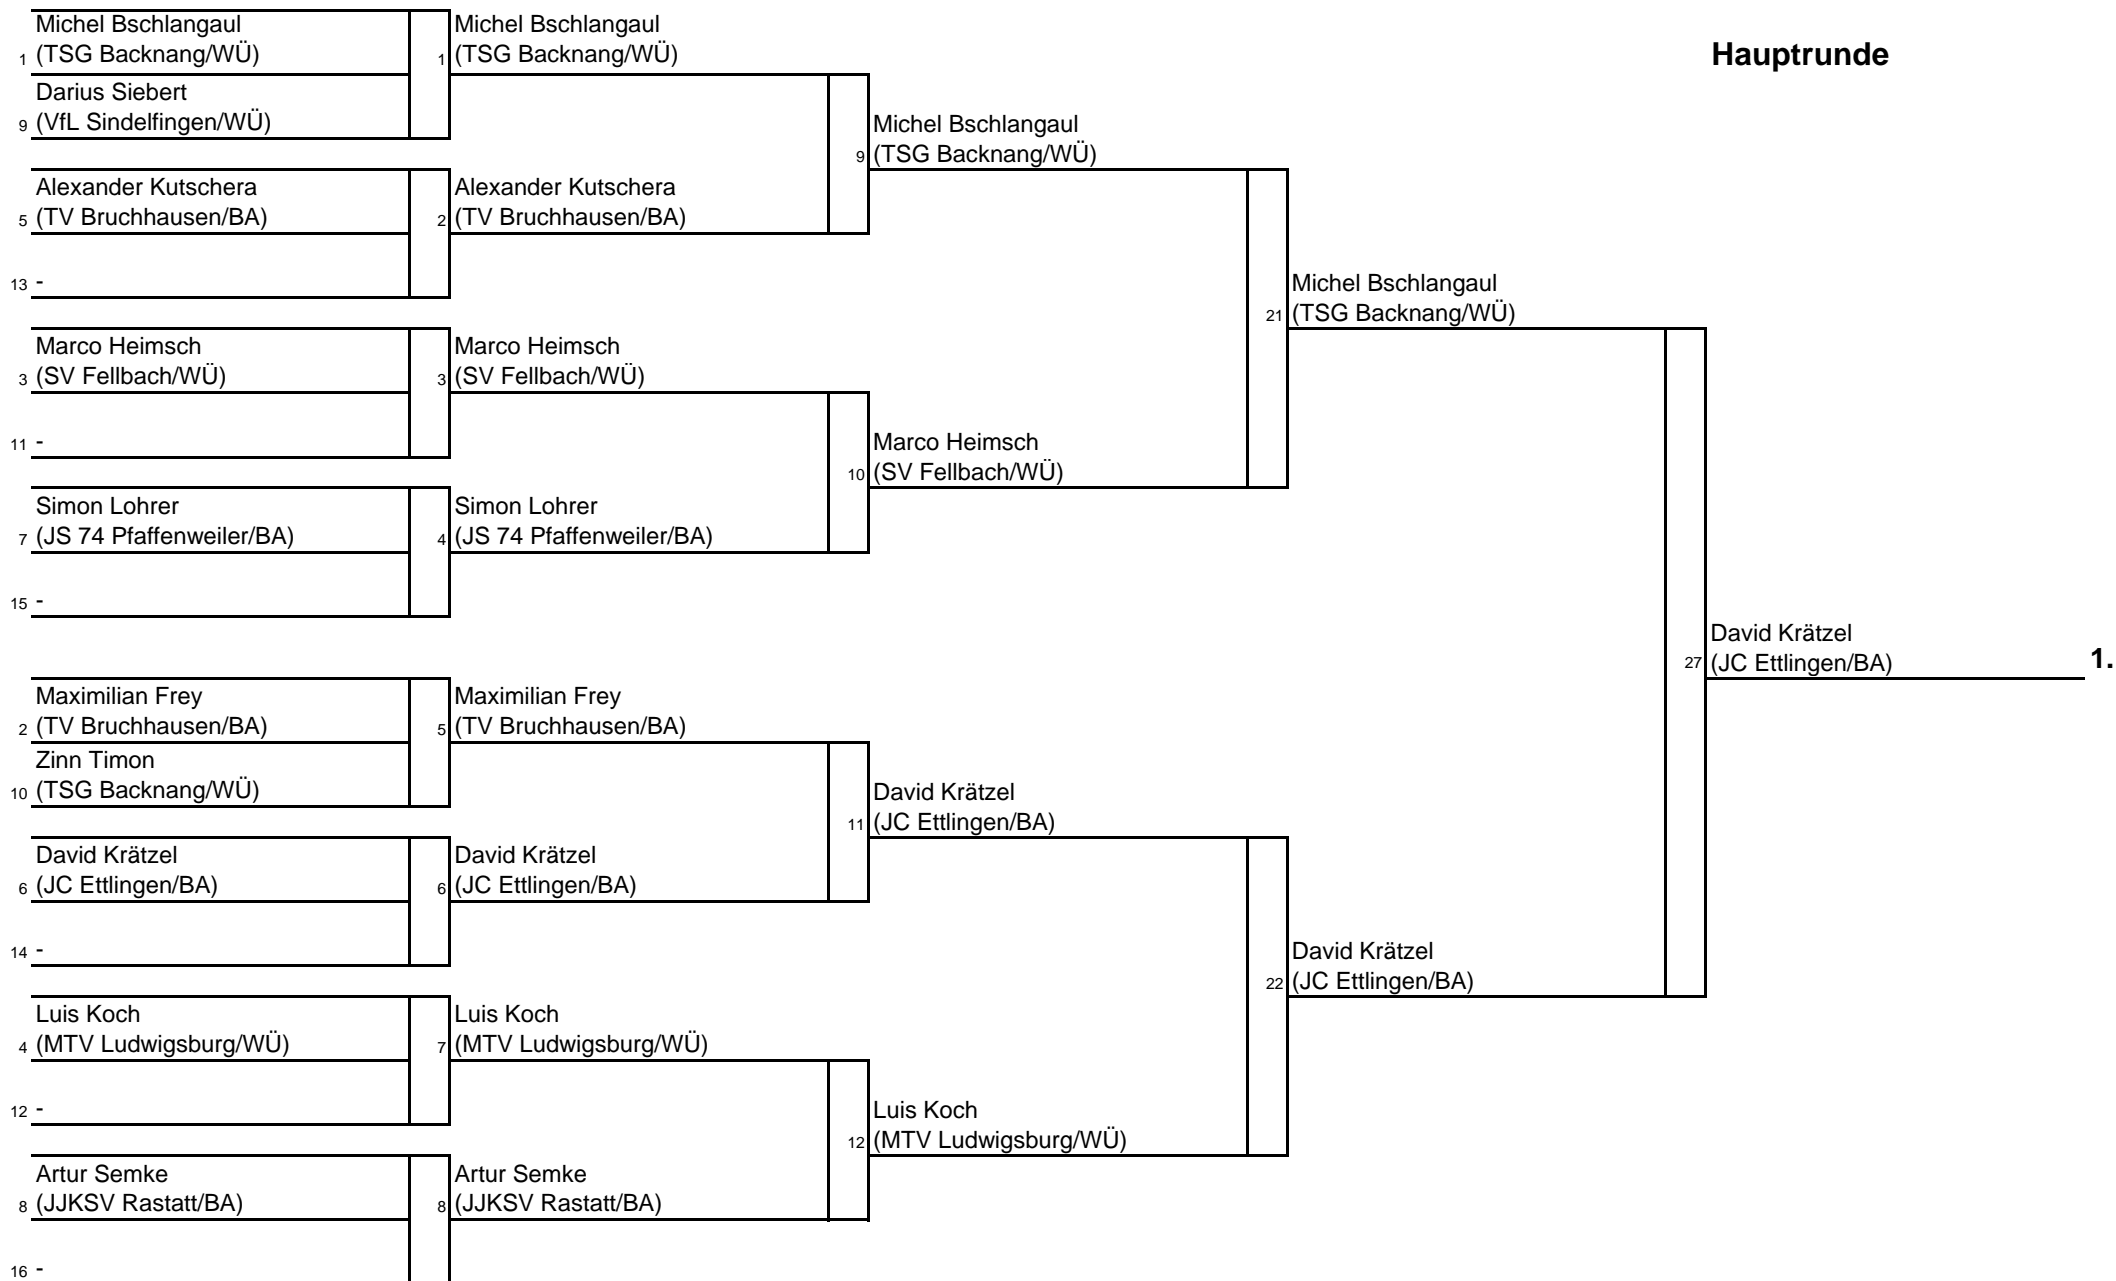 Hauptrunde
Michel Bschlangaul
1 (TSG Backnang/WÜ)
Darius Siebert
9 (VfL Sindelfingen/WÜ)
Alexander Kutschera
5 (TV Bruchhausen/BA)
13 -
Marco Heimsch
3 (SV Fellbach/WÜ)
11 -
Simon Lohrer
7 (JS 74 Pfaffenweiler/BA)
15 -
Maximilian Frey
2 (TV Bruchhausen/BA)
Zinn Timon
10 (TSG Backnang/WÜ)
David Krätzel
6 (JC Ettlingen/BA)
14 -
Luis Koch
4 (MTV Ludwigsburg/WÜ)
12 -
Artur Semke
8 (JJKSV Rastatt/BA)
16 -
Michel Bschlangaul
1 (TSG Backnang/WÜ)
Alexander Kutschera
2 (TV Bruchhausen/BA)
Marco Heimsch
3 (SV Fellbach/WÜ)
Simon Lohrer
4 (JS 74 Pfaffenweiler/BA)
Maximilian Frey
5 (TV Bruchhausen/BA)
David Krätzel
6 (JC Ettlingen/BA)
Luis Koch
7 (MTV Ludwigsburg/WÜ)
Artur Semke
8 (JJKSV Rastatt/BA)
Michel Bschlangaul
9 (TSG Backnang/WÜ)
Marco Heimsch
10 (SV Fellbach/WÜ)
David Krätzel
11 (JC Ettlingen/BA)
Luis Koch
12 (MTV Ludwigsburg/WÜ)
Michel Bschlangaul
21 (TSG Backnang/WÜ)
David Krätzel
22 (JC Ettlingen/BA)
David Krätzel
27 (JC Ettlingen/BA) 1.